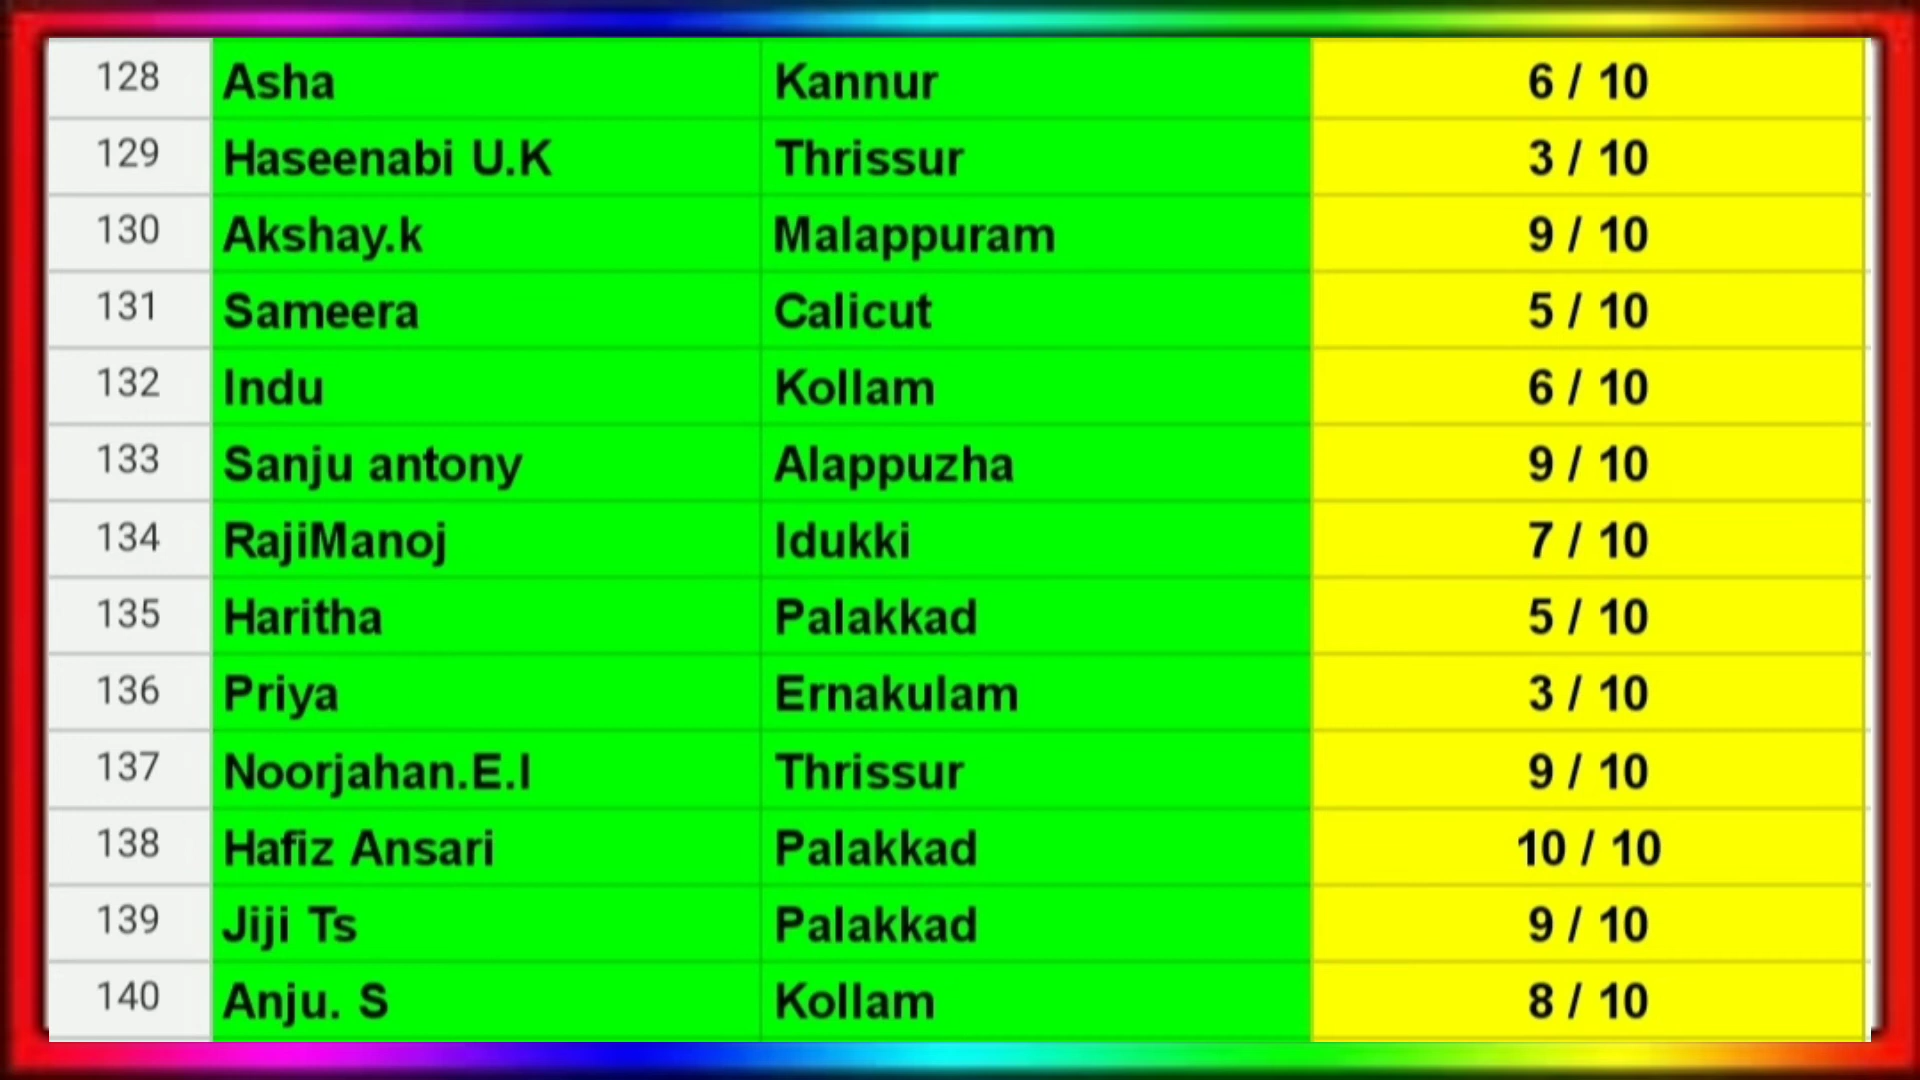 128 Asha Kannur 6 / 10
129 Haseenabi U.K Thrissur 3 / 10
130 Akshay.k Malappuram 9 / 10
131 Sameera Calicut 5 / 10
132 Indu Kollam 6 / 10
133 Sanju antony Alappuzha 9 / 10
134 RajiManoj Idukki 7 / 10
135 Haritha Palakkad 5 / 10
136 Priya Ernakulam 3 / 10
137 Noorjahan.E.I Thrissur 9 / 10
138 Hafiz Ansari Palakkad 10 / 10
139 Jiji Ts Palakkad 9 / 10
140 Anju. S Kollam 8 / 10